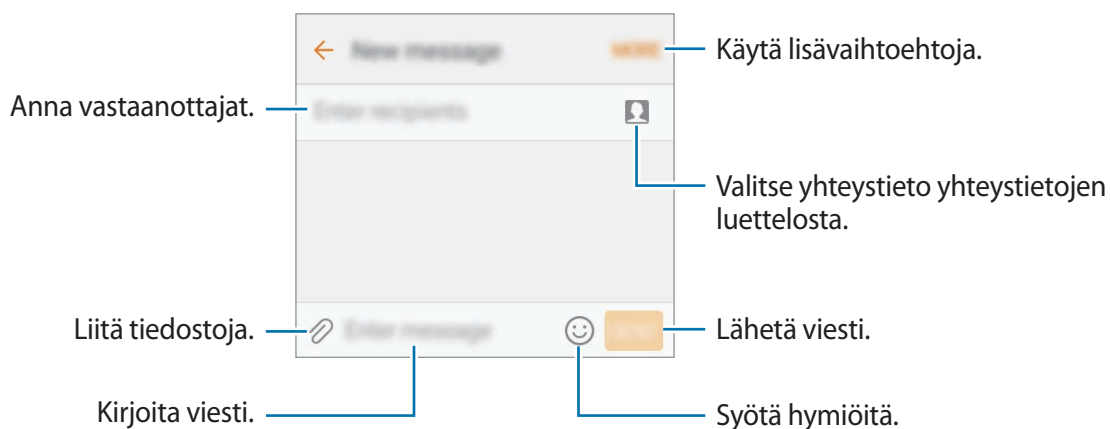 New message
MORE
Käytä lisävaihtoehtoja.
Anna vastaanottajat.
Enter recipients
Valitse yhteystieto yhteystietojen
luettelosta.
Liitä tiedostoja.
Enter message
Lähetä viesti.
Kirjoita viesti.
Syötä hymiöitä.